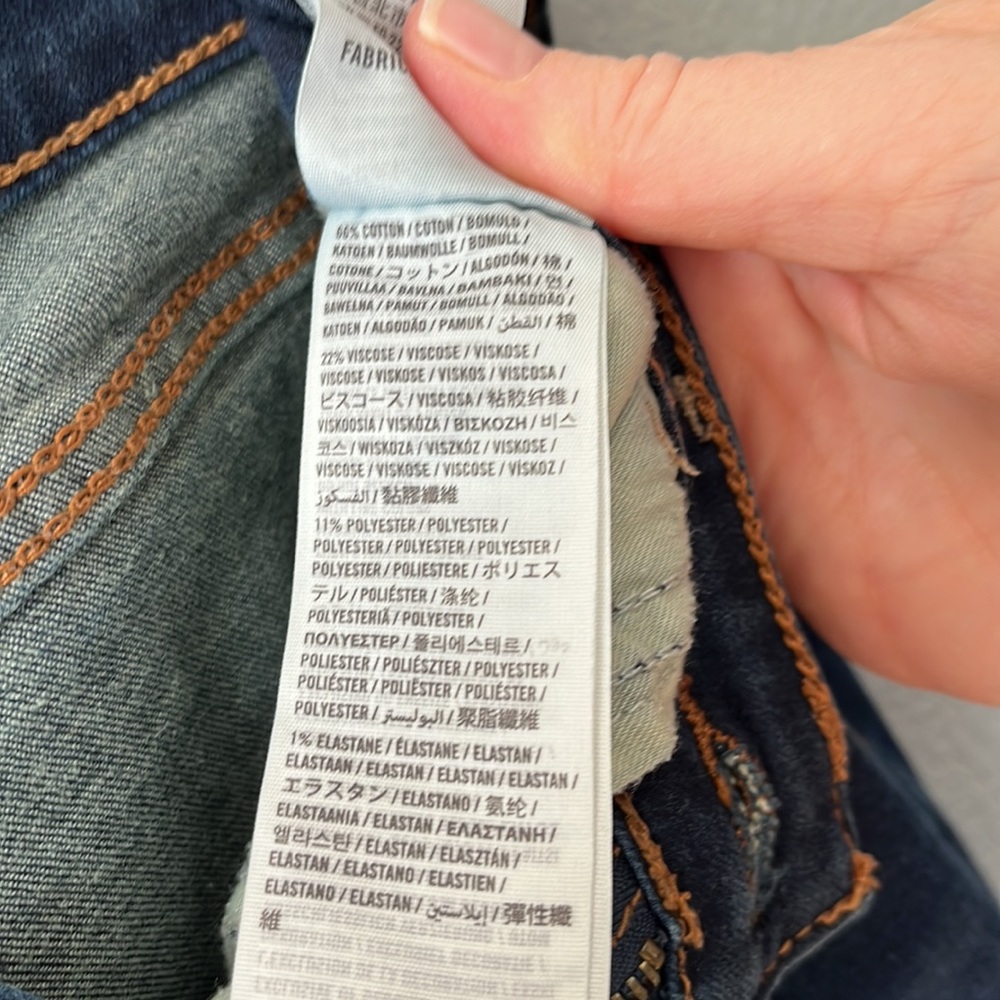 FABRIC
66% COTTON / COTON / BOMULD /
KATOEN / BAUMWOLLE / BOMULL /
COTONE / コットン / ALGODÓN / 棉 /
PUUVILLAA / BAVLNA / BAMBAKI / 면 /
BAWEŁNA / PAMUT / BOMULL / ALGODÃO /
KATOEN / ALGODÃO / PAMUK / القطن / 棉
22% VISCOSE / VISCOSE / VISKOSE /
VISCOSE / VISKOSE / VISKOS / VISCOSA /
ビスコース / VISCOSA / 粘胶纤维 /
VISKOOSIA / VISKÓZA / ΒΙΣΚΟΖΗ / 비스
코스 / WISKOZA / VISZKÓZ / VISKOSE /
VISCOSE / VISKOSE / VISCOSE / VİSKOZ /
الفسكوز / 黏膠纖維
11% POLYESTER / POLYESTER /
POLYESTER / POLYESTER / POLYESTER /
POLYESTER / POLIESTERE / ポリエス
テル / POLIÉSTER / 涤纶 /
POLYESTERIÄ / POLYESTER /
ΠΟΛΥΕΣΤΕΡ / 폴리에스테르 /
POLIESTER / POLIÉSZTER / POLYESTER /
POLIÉSTER / POLIËSTER / POLIÉSTER /
POLYESTER / البوليستر / 聚脂纖維
1% ELASTANE / ÉLASTANE / ELASTAN /
ELASTAAN / ELASTAN / ELASTAN / ELASTAN /
エラスタン / ELASTANO / 氨纶 /
ELASTAANIA / ELASTAN / ΕΛΑΣΤΑΝΗ /
엘라스탄 / ELASTAN / ELASZTÁN /
ELASTAN / ELASTANO / ELASTIEN /
ELASTANO / ELASTAN / إيلاستين / 彈性纖
維